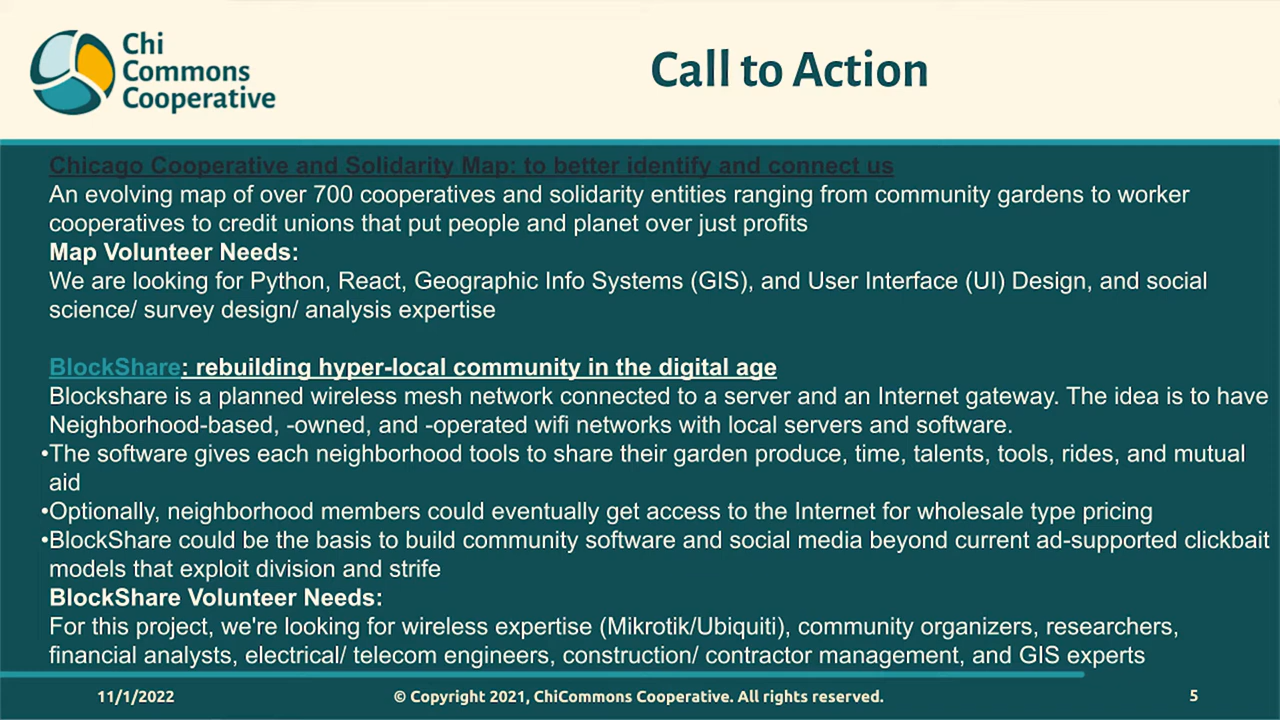 Chi
Commons
Cooperative
Call to Action
Chicago Cooperative and Solidarity Map: to better identify and connect us
An evolving map of over 700 cooperatives and solidarity entities ranging from community gardens to worker
cooperatives to credit unions that put people and planet over just profits
Map Volunteer Needs:
We are looking for Python, React, Geographic Info Systems (GIS), and User Interface (UI) Design, and social
science/ survey design/ analysis expertise
BlockShare: rebuilding hyper-local community in the digital age
Blockshare is a planned wireless mesh network connected to a server and an Internet gateway. The idea is to have
Neighborhood-based, -owned, and -operated wifi networks with local servers and software.
•The software gives each neighborhood tools to share their garden produce, time, talents, tools, rides, and mutual
aid
•Optionally, neighborhood members could eventually get access to the Internet for wholesale type pricing
•BlockShare could be the basis to build community software and social media beyond current ad-supported clickbait
models that exploit division and strife
BlockShare Volunteer Needs:
For this project, we're looking for wireless expertise (Mikrotik/Ubiquiti), community organizers, researchers,
financial analysts, electrical/ telecom engineers, construction/ contractor management, and GIS experts
11/1/2022
© Copyright 2021, ChiCommons Cooperative. All rights reserved.
5